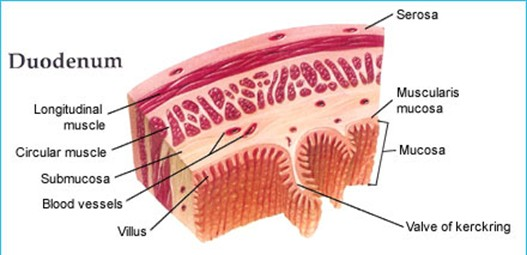 Serosa
Duodenum
Longitudinal
muscle
Circular muscle
Submucosa
Blood vessels
Villus
Muscularis
mucosa
Mucosa
Valve of kerckring